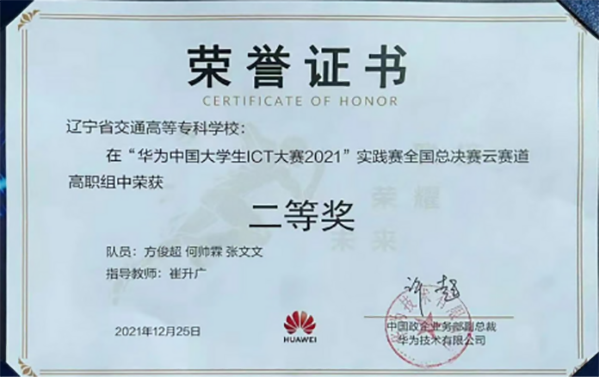 荣誉证书
CERTIFICATE OF HONOR
辽宁省交通高等专科学校：
在“华为中国大学生ICT大赛2021”实践赛全国总决赛云赛道
高职组中荣获
二等奖
荣耀
未来
队员：方俊超 何帅霖 张文文
指导教师：崔升广
2021年12月25日
HUAWEI
中国政企业务部副总裁
华为技术有限公司